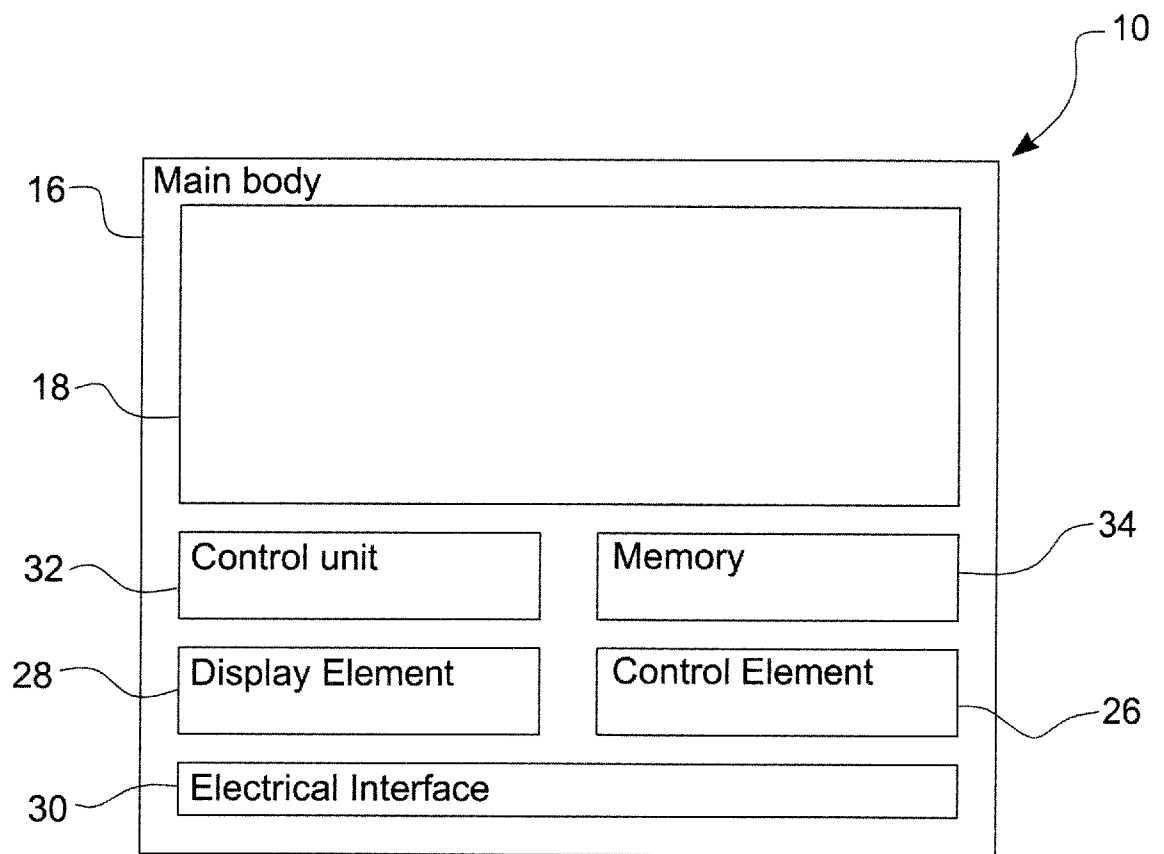 10
Main body
16
18
Control unit
Memory
34
32
Display Element
Control Element
28
26
Electrical Interface
30